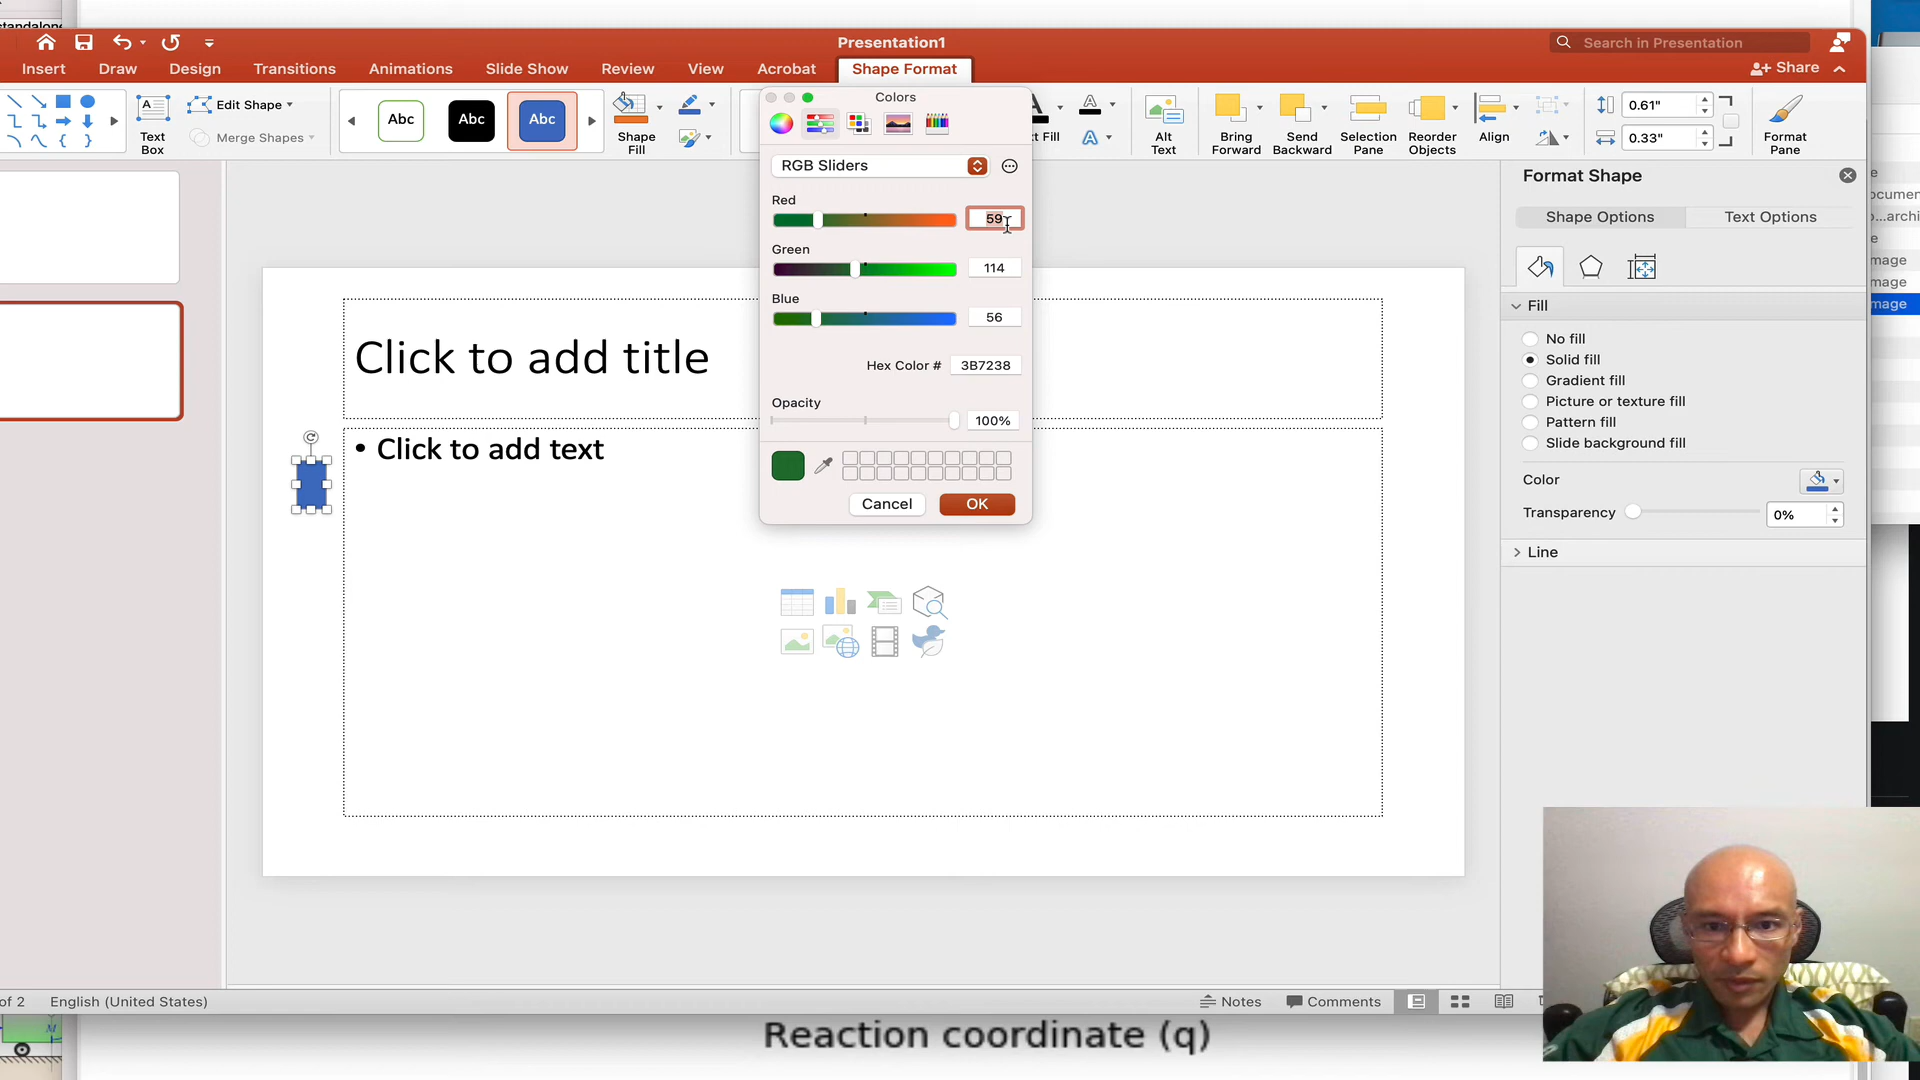 standalone
Presentation1
Search in Presentation
Insert
Draw
Design
Transitions
Animations
Slide Show
Review
View
Acrobat
Shape Format
Share
Text Box
Edit Shape
Merge Shapes
Abc
Abc
Abc
Shape Fill
A
t Fill
Alt Text
Bring Forward
Send Backward
Selection Pane
Reorder Objects
Align
0.61"
0.33"
Format Pane
Colors
RGB Sliders
Red
59
Green
114
Blue
56
Hex Color # 3B7238
Opacity
100%
Cancel
OK
Click to add title
• Click to add text
Format Shape
Shape Options
Text Options
Fill
No fill
Solid fill
Gradient fill
Picture or texture fill
Pattern fill
Slide background fill
Color
Transparency
0%
Line
of 2
English (United States)
Notes
Comments
Reaction coordinate (q)